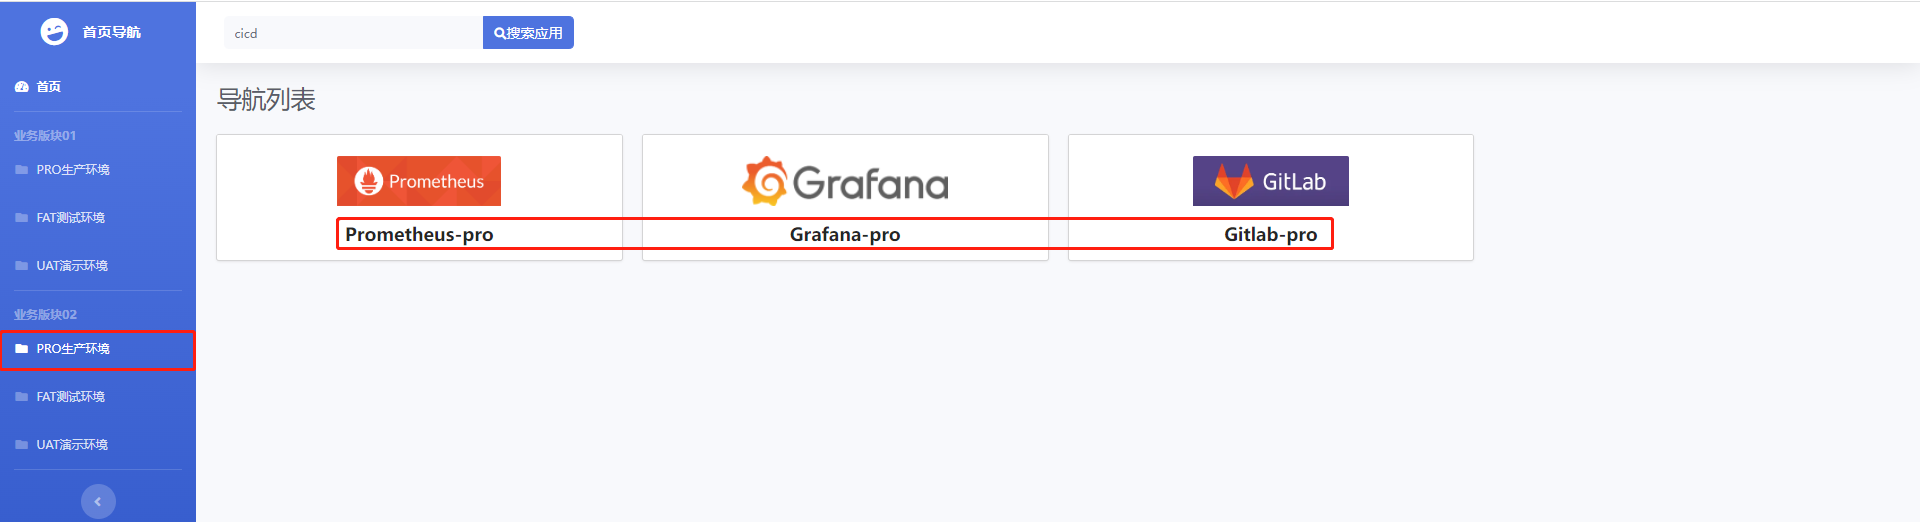 首页导航
首页
业务版块01
PRO生产环境
FAT测试环境
UAT演示环境
业务版块02
PRO生产环境
FAT测试环境
UAT演示环境
cicd
搜索应用
导航列表
Prometheus
Prometheus-pro
Grafana
Grafana-pro
GitLab
Gitlab-pro